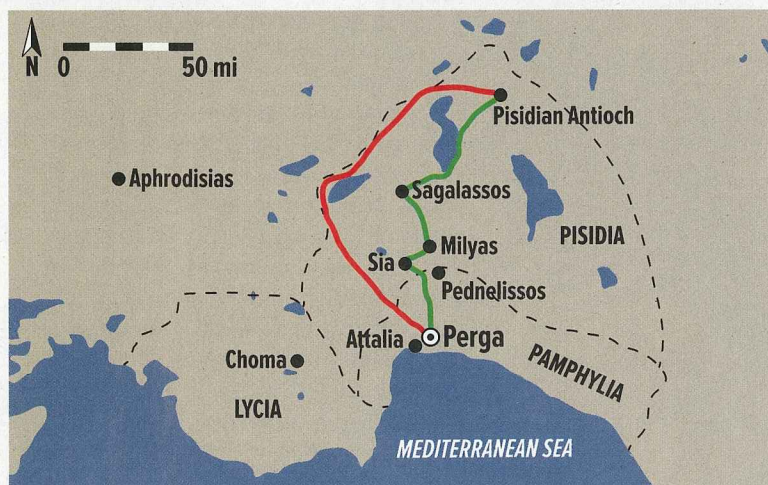 N 0 50 mi
Pisidian Antioch
Aphrodisias
Sagalassos
PISIDIA
Milyas
Sia
Pednelissos
Perga
Attalia
Choma
PAMPHYLIA
LYCIA
MEDITERRANEAN SEA